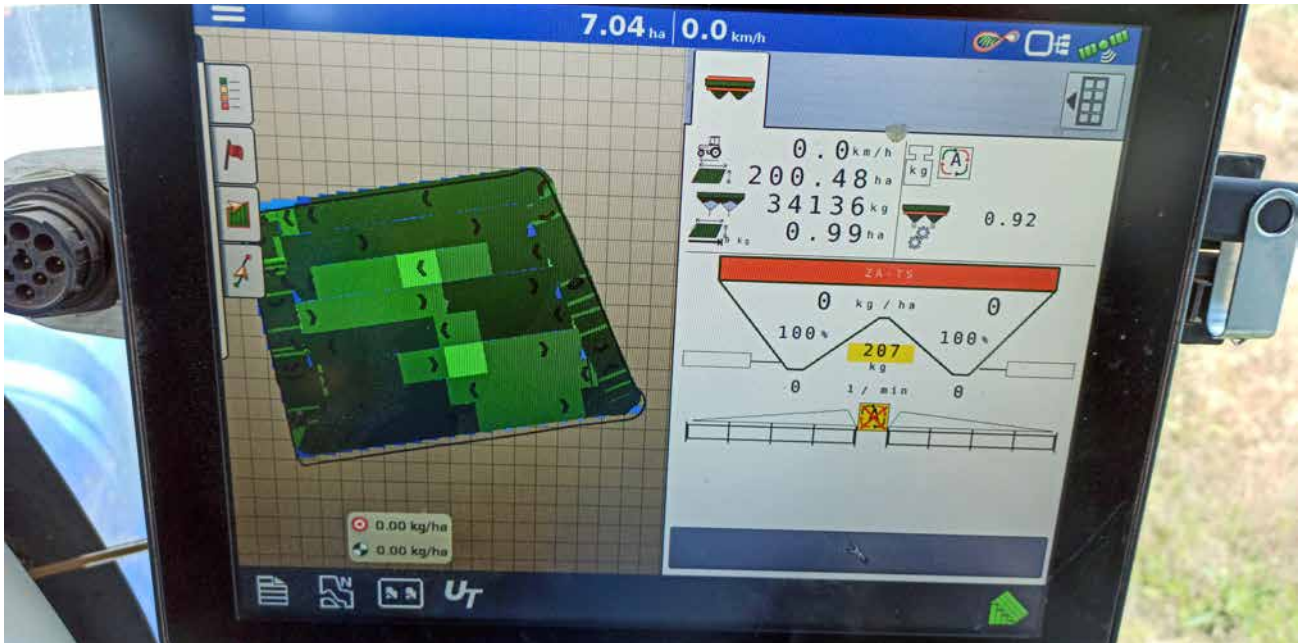 7.04 ha 0.0 km/h
0.0 km/h
200.48 ha
34136 kg
0.99 ha
kg
A
kg
0.92
ZA-TS
0 kg/ha 0
100% 100%
207
kg
0 1/min 0
A
0.00 kg/ha
0.00 kg/ha
N
UT